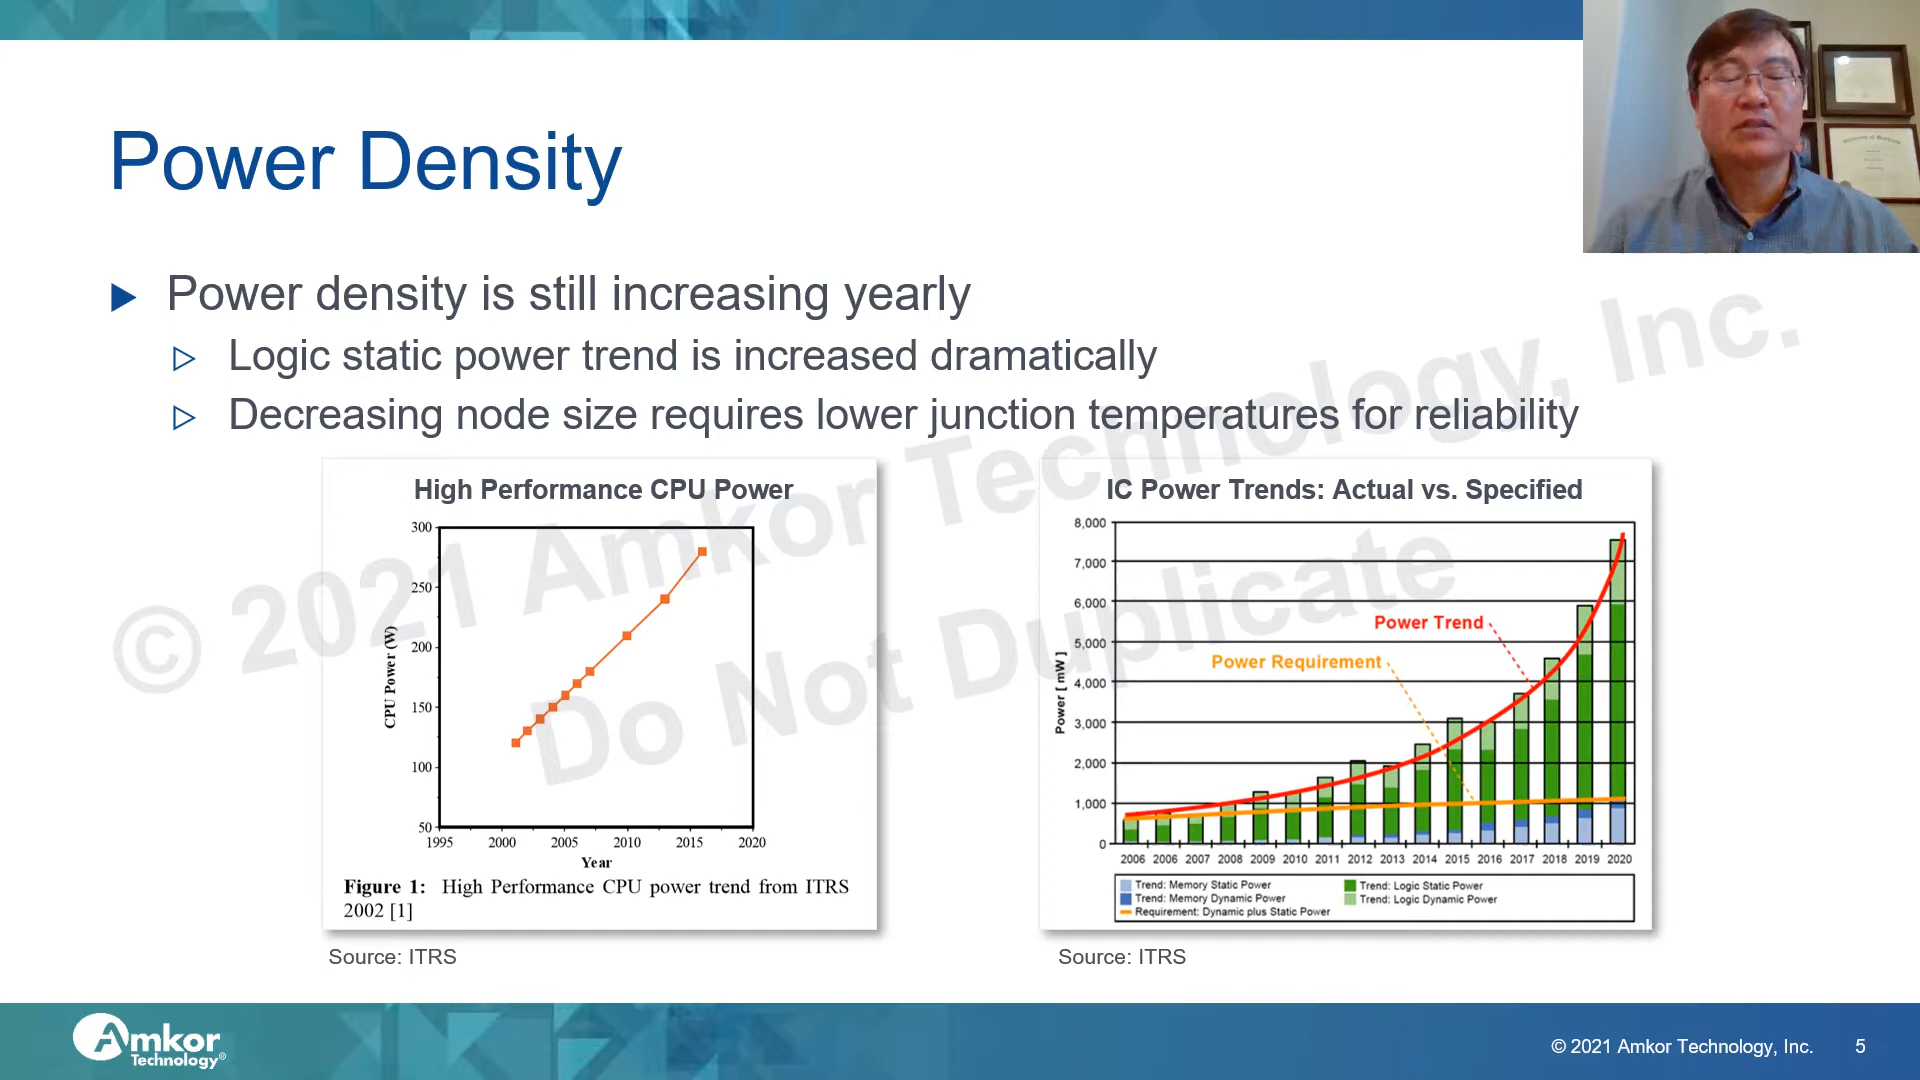 Power Density
Power density is still increasing yearly
Logic static power trend is increased dramatically
Decreasing node size requires lower junction temperatures for reliability
© 2021 Amkor Technology, Inc.
Do Not Duplicate
High Performance CPU Power
300
250
200
150
100
50
CPU Power (W)
1995 2000 2005 2010 2015 2020
Year
Figure 1: High Performance CPU power trend from ITRS
2002 [1]
Source: ITRS
IC Power Trends: Actual vs. Specified
8,000
7,000
6,000
5,000
4,000
3,000
2,000
1,000
0
Power [ mW ]
Power Trend
Power Requirement
2006 2006 2007 2008 2009 2010 2011 2012 2013 2014 2015 2016 2017 2018 2019 2020
Trend: Memory Static Power
Trend: Logic Static Power
Trend: Memory Dynamic Power
Trend: Logic Dynamic Power
Requirement: Dynamic plus Static Power
Source: ITRS
Amkor
Technology®
© 2021 Amkor Technology, Inc. 5